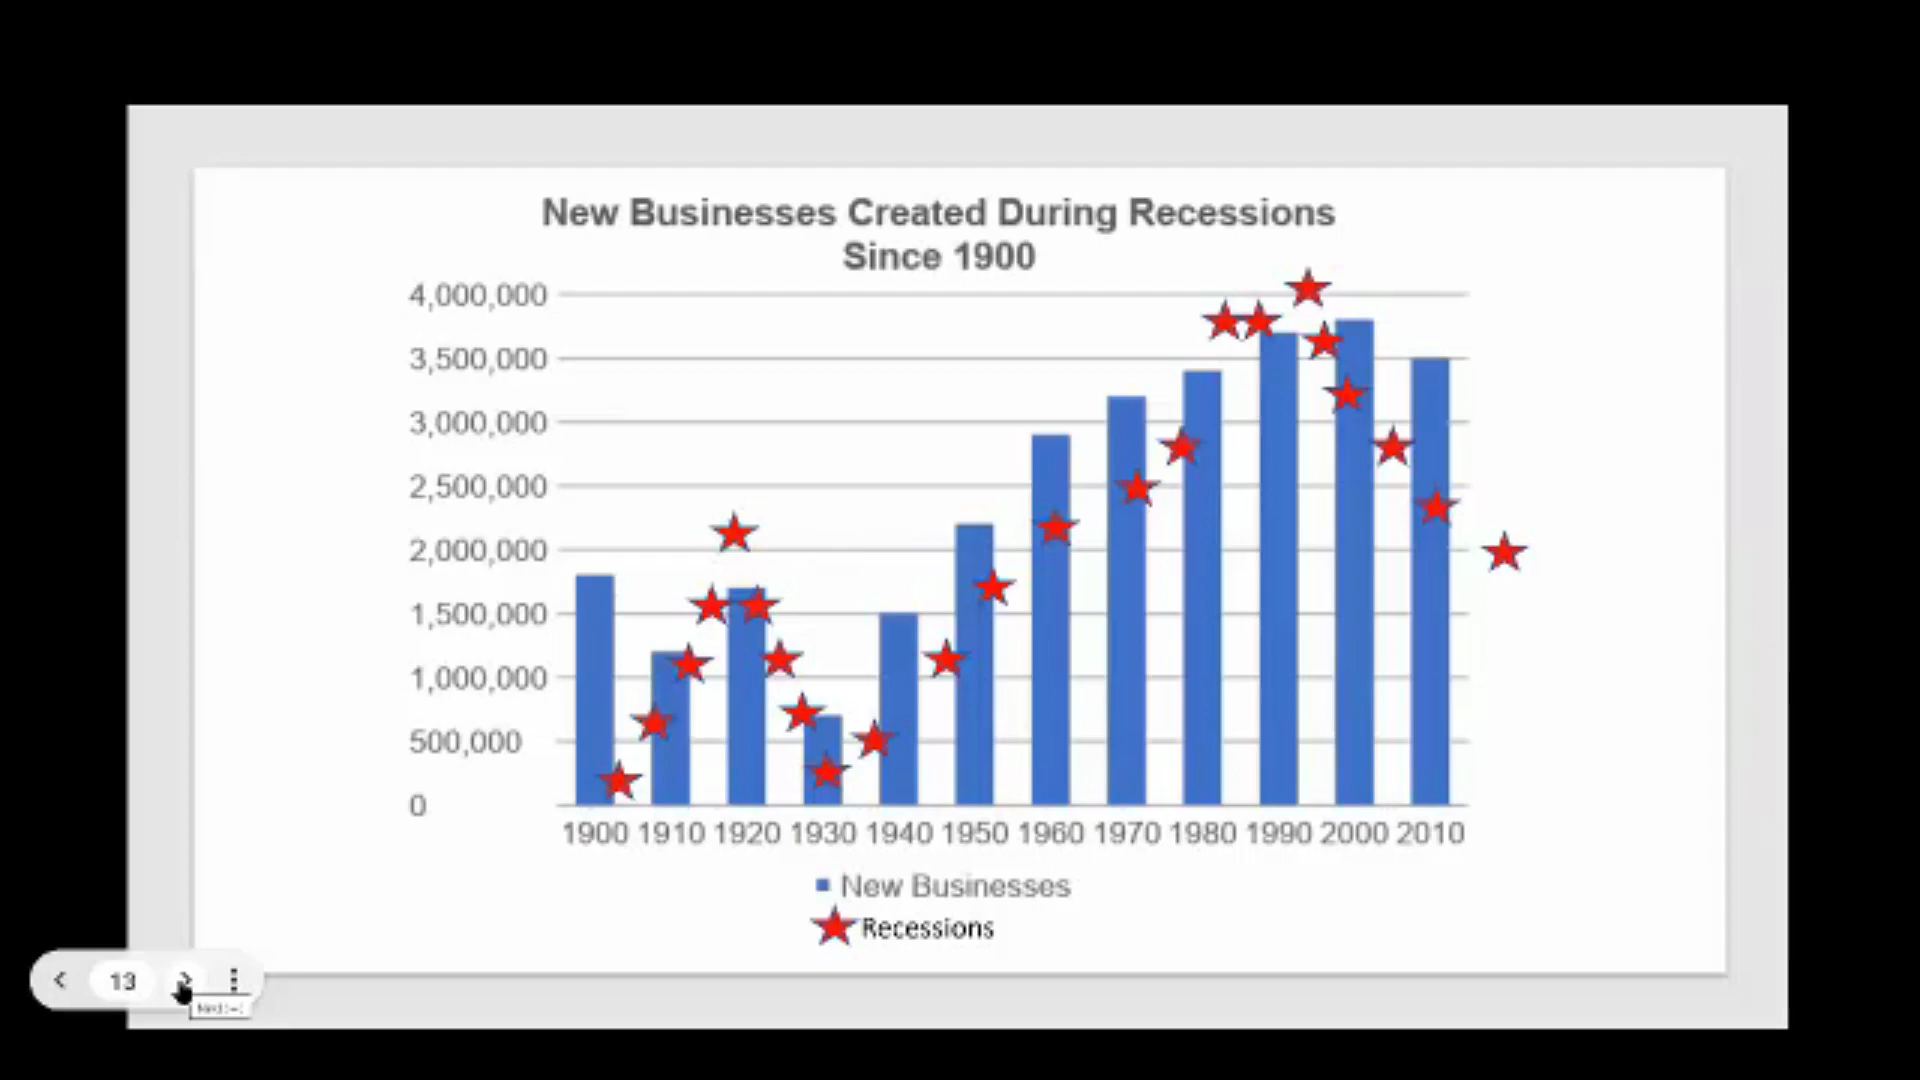 New Businesses Created During Recessions
Since 1900
4,000,000
3,500,000
3,000,000
2,500,000
2,000,000
1,500,000
1,000,000
500,000
0
1900 1910 1920 1930 1940 1950 1960 1970 1980 1990 2000 2010
New Businesses
Recessions
13